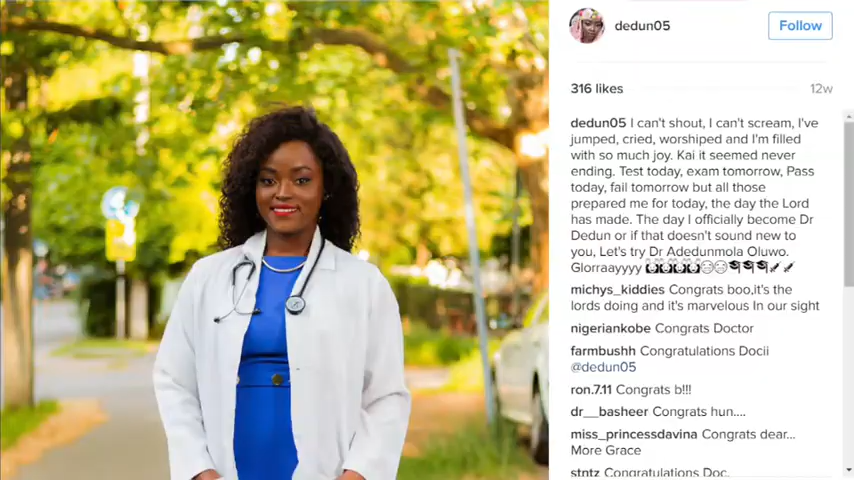 dedun05
Follow
316 likes
12w
dedun05 I can't shout, I can't scream, I've
jumped, cried, worshiped and I'm filled
with so much joy. Kai it seemed never
ending. Test today, exam tomorrow, Pass
today, fail tomorrow but all those
prepared me for today, the day the Lord
has made. The day I officially become Dr
Dedun or if that doesn't sound new to
you, Let's try Dr Adedunmola Oluwo.
Glorraayyyy
michys_kiddies Congrats boo,it's the
lords doing and it's marvelous In our sight
nigeriankobe Congrats Doctor
farmbushh Congratulations Docii
@dedun05
ron.7.11 Congrats b!!!
dr__basheer Congrats hun....
miss_princessdavina Congrats dear...
More Grace
stntz Congratulations Doc.